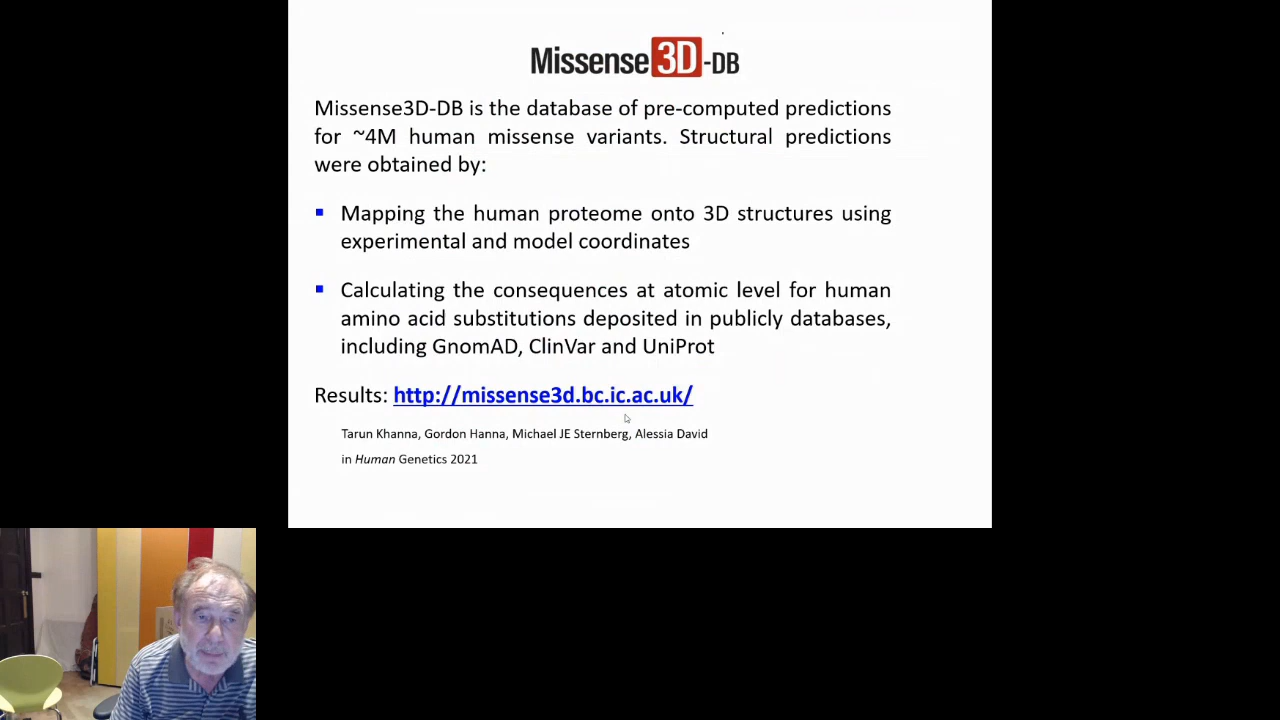 Missense3D-DB
Missense3D-DB is the database of pre-computed predictions
for ~4M human missense variants. Structural predictions
were obtained by:
Mapping the human proteome onto 3D structures using
experimental and model coordinates
Calculating the consequences at atomic level for human
amino acid substitutions deposited in publicly databases,
including GnomAD, ClinVar and UniProt
Results: http://missense3d.bc.ic.ac.uk/
Tarun Khanna, Gordon Hanna, Michael JE Sternberg, Alessia David
in Human Genetics 2021